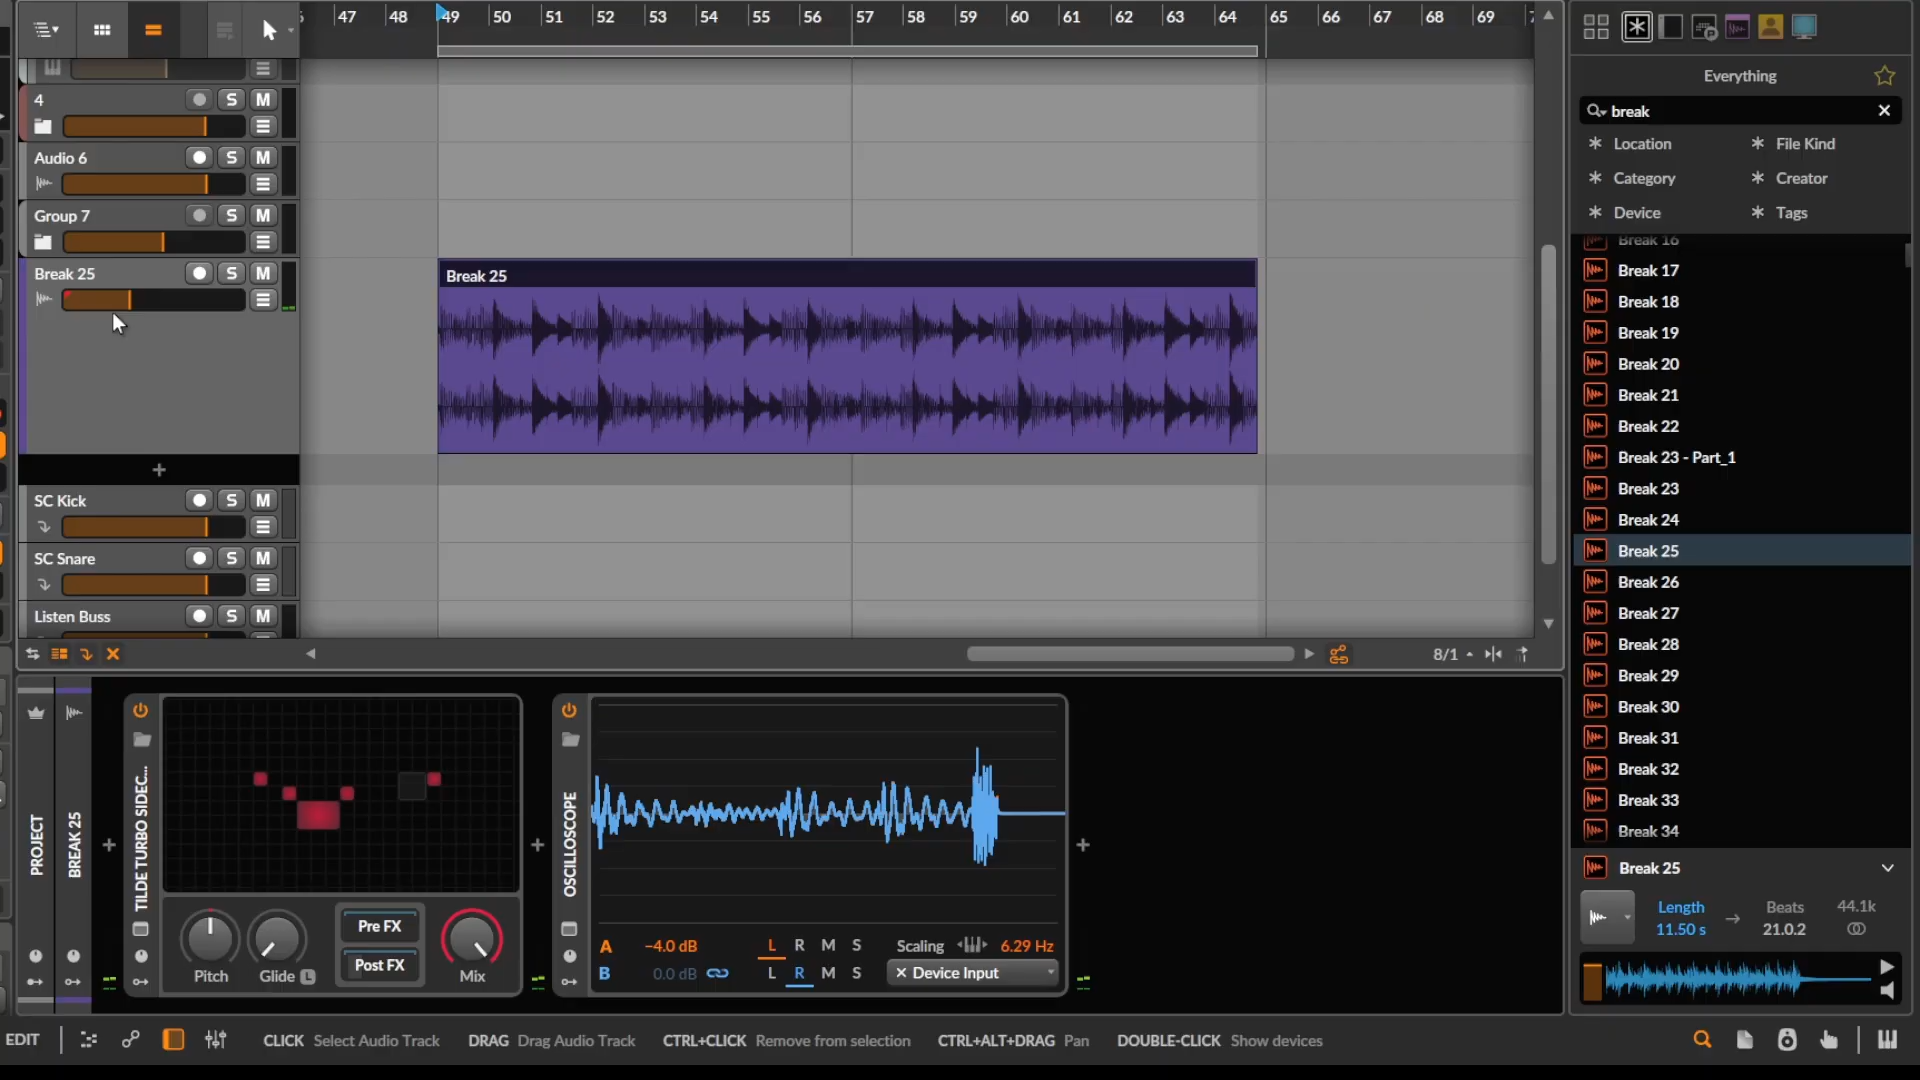 47 48 49 50 51 52 53 54 55 56 57 58 59 60 61 62 63 64 65 66 67 68 69
4 S M
Audio 6 S M
Group 7 S M
Break 25 S M
Break 25
SC Kick S M
SC Snare S M
Listen Buss S M
8/1
PROJECT
BREAK 25
TILDE TURBO SIDEC...
Pitch
Glide L
Pre FX
Post FX
Mix
OSCILLOSCOPE
A -4.0 dB L R M S Scaling 6.29 Hz
B 0.0 dB L R M S × Device Input
Everything
break
Location File Kind
Category Creator
Device Tags
Break 16
Break 17
Break 18
Break 19
Break 20
Break 21
Break 22
Break 23 - Part_1
Break 23
Break 24
Break 25
Break 26
Break 27
Break 28
Break 29
Break 30
Break 31
Break 32
Break 33
Break 34
Break 25
Length Beats 44.1k
11.50 s 21.0.2
EDIT CLICK Select Audio Track DRAG Drag Audio Track CTRL+CLICK Remove from selection CTRL+ALT+DRAG Pan DOUBLE-CLICK Show devices